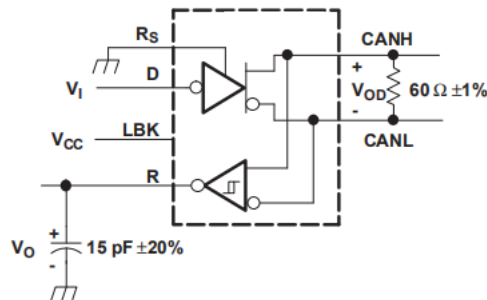 RS
CANH
VI
D
+
VOD
60 Ω ±1%
-
VCC
LBK
CANL
R
+
VO
15 pF ±20%
-